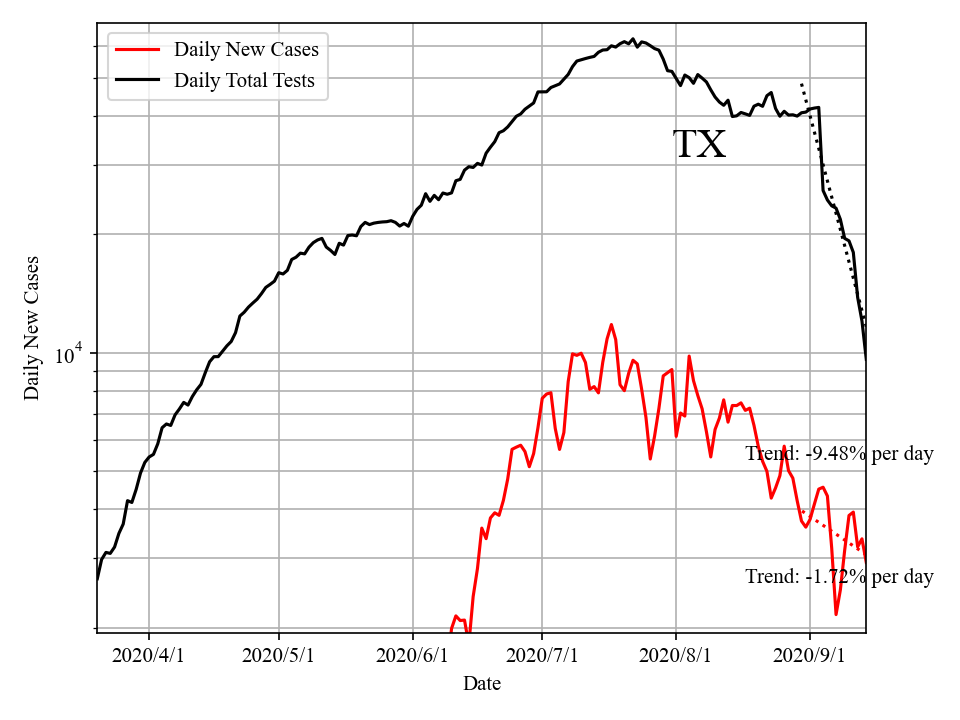 Daily New Cases
Daily Total Tests
TX
Daily New Cases
10^4
Trend: -9.48% per day
Trend: -1.72% per day
2020/4/1 2020/5/1 2020/6/1 2020/7/1 2020/8/1 2020/9/1
Date